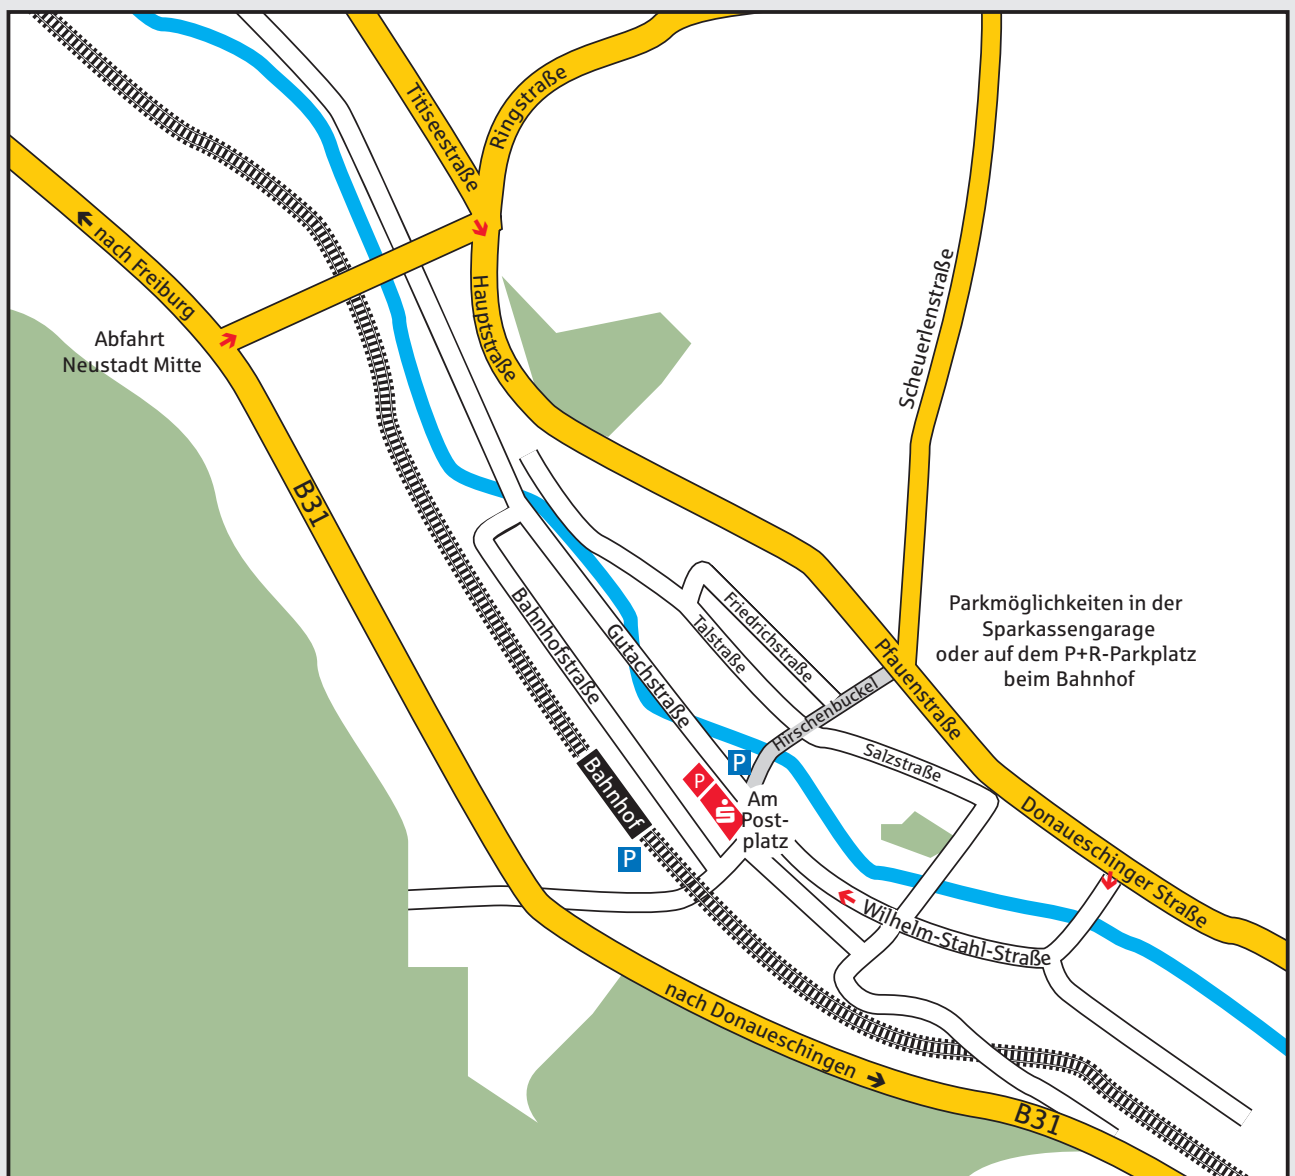 Titiseestraße
Ringstraße
nach Freiburg
Abfahrt
Neustadt Mitte
Hauptstraße
Scheuerlenstraße
B31
Parkmöglichkeiten in der
Sparkassengarage
oder auf dem P+R-Parkplatz
beim Bahnhof
Friedrichstraße
Talstraße
Bahnhofstraße
Gutachstraße
Pfauenstraße
Hirschenbuckel
Salzstraße
P
P
Bahnhof
Am
Post-
platz
P
Donaueschinger Straße
Wilhelm-Stahl-Straße
nach Donaueschingen
B31